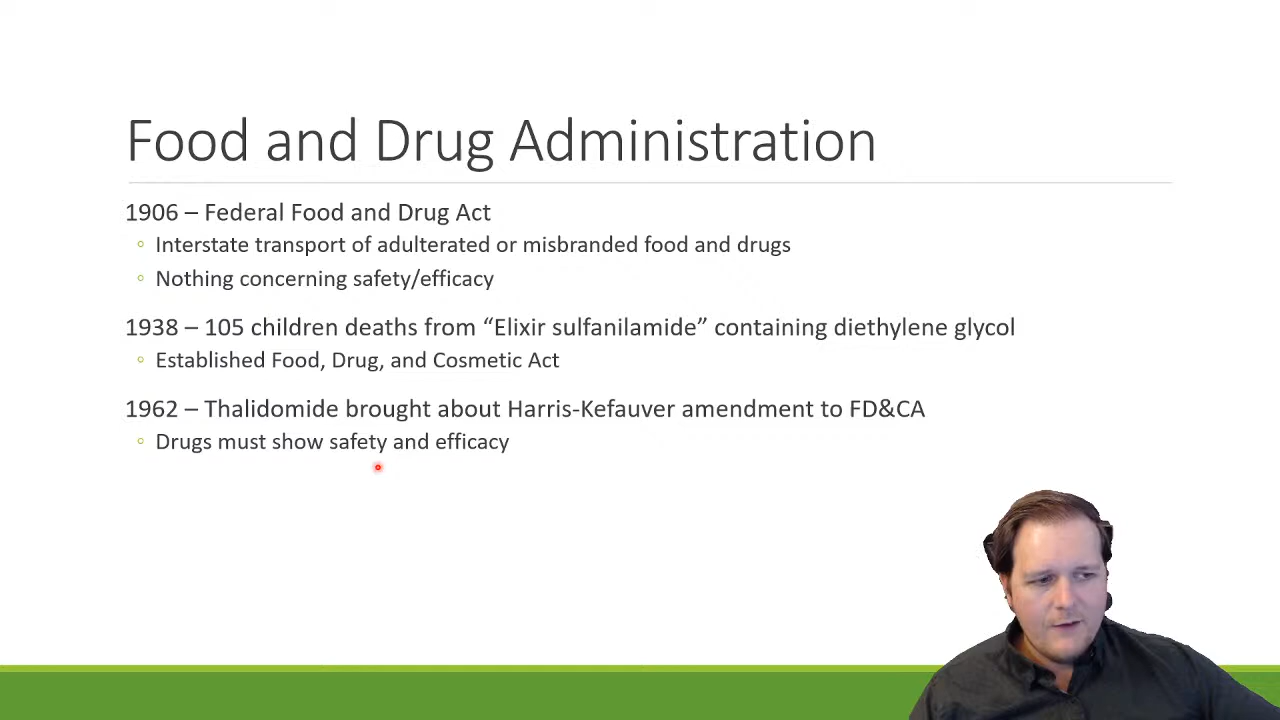 Food and Drug Administration
1906 – Federal Food and Drug Act
Interstate transport of adulterated or misbranded food and drugs
Nothing concerning safety/efficacy
1938 – 105 children deaths from “Elixir sulfanilamide” containing diethylene glycol
Established Food, Drug, and Cosmetic Act
1962 – Thalidomide brought about Harris-Kefauver amendment to FD&CA
Drugs must show safety and efficacy